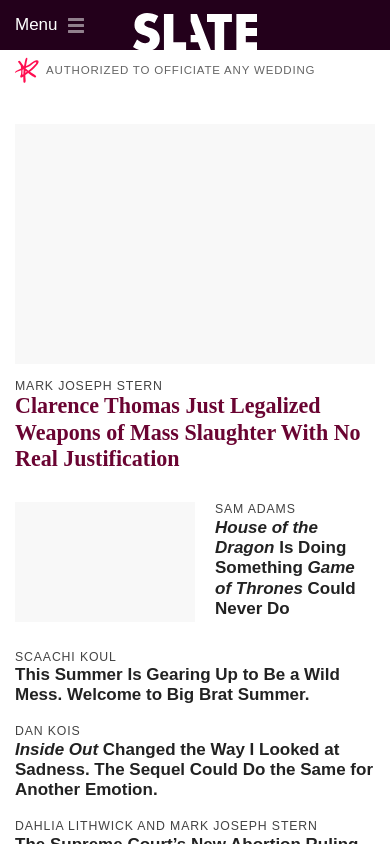 Menu
SLATE
AUTHORIZED TO OFFICIATE ANY WEDDING
MARK JOSEPH STERN
Clarence Thomas Just Legalized
Weapons of Mass Slaughter With No
Real Justification
SAM ADAMS
House of the
Dragon Is Doing
Something Game
of Thrones Could
Never Do
SCAACHI KOUL
This Summer Is Gearing Up to Be a Wild
Mess. Welcome to Big Brat Summer.
DAN KOIS
Inside Out Changed the Way I Looked at
Sadness. The Sequel Could Do the Same for
Another Emotion.
DAHLIA LITHWICK AND MARK JOSEPH STERN
The Supreme Court’s New Abortion Ruling